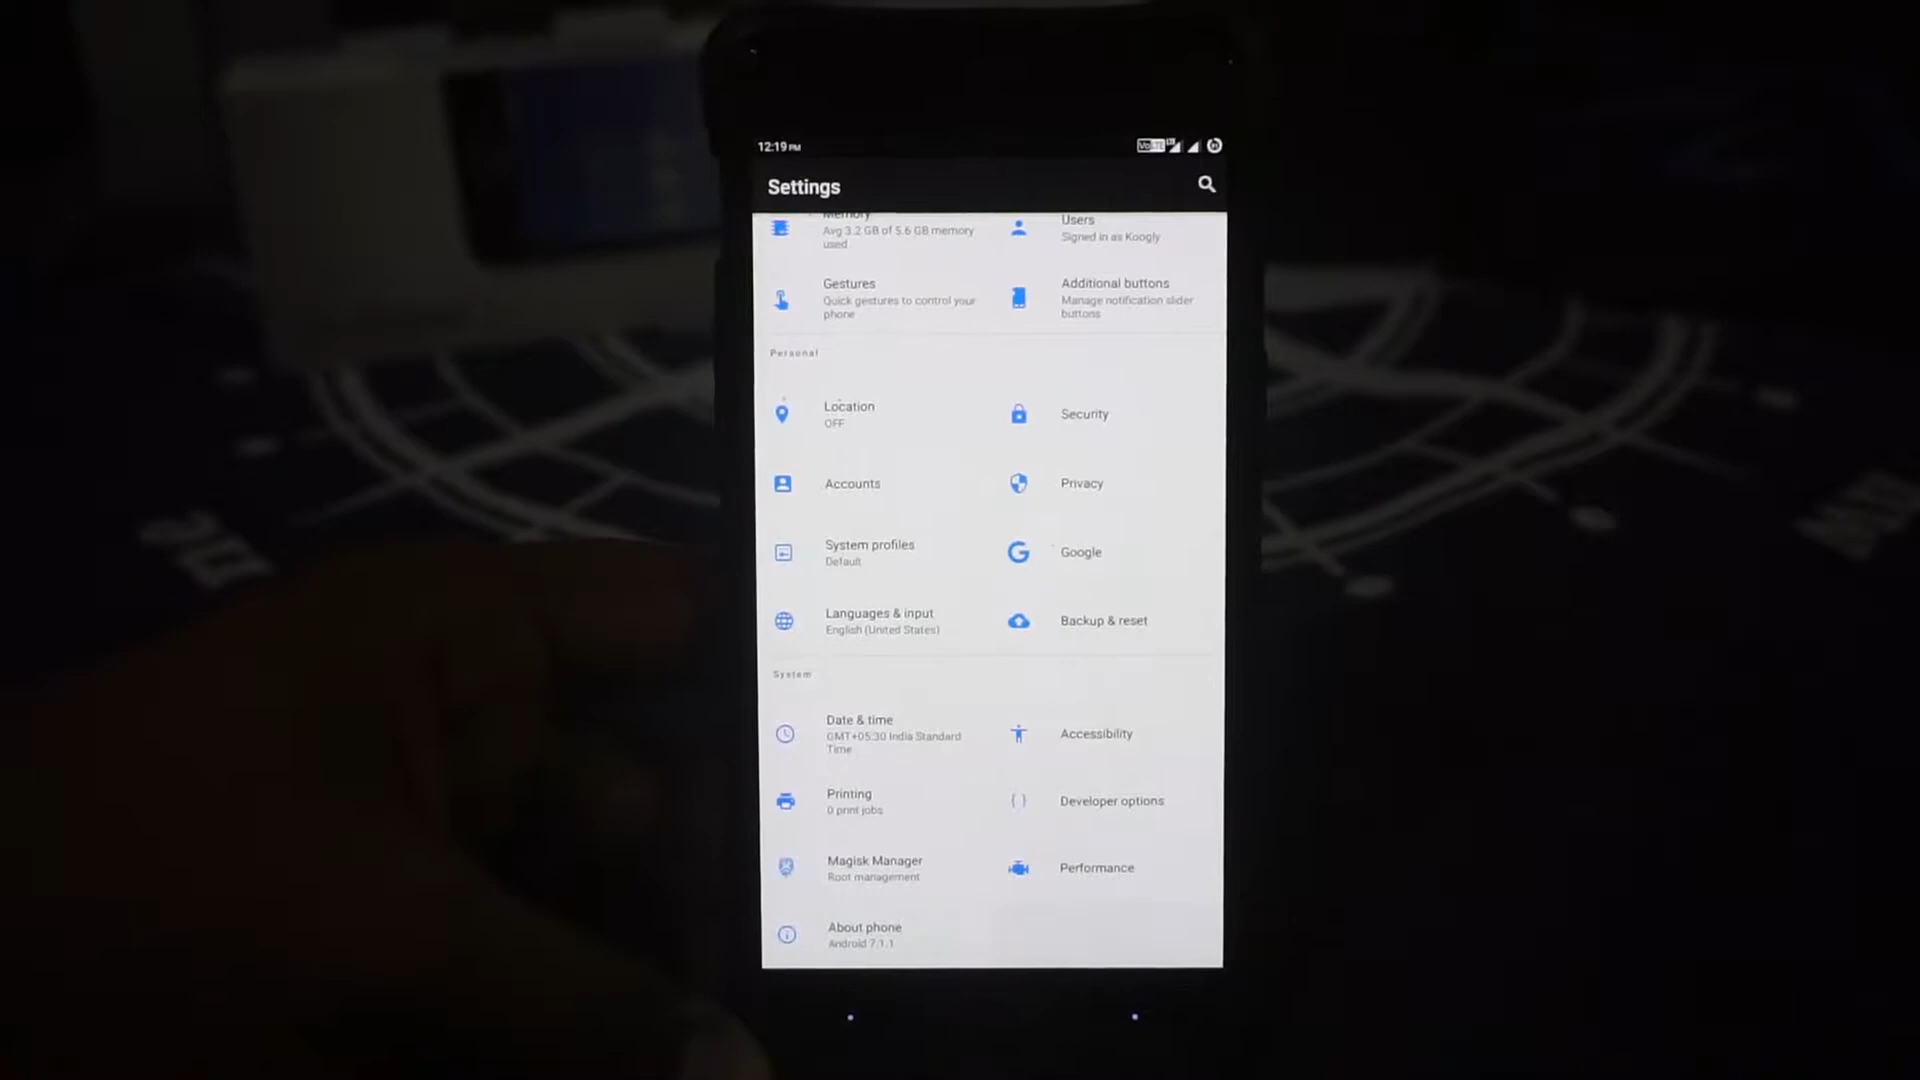 12:19 PM
VoLTE LTE
Settings
Memory
Avg 3.2 GB of 5.6 GB memory
used
Users
Signed in as Koogly
Gestures
Quick gestures to control your
phone
Additional buttons
Manage notification slider
buttons
Personal
Location
OFF
Security
Accounts
Privacy
System profiles
Default
Google
Languages & input
English (United States)
Backup & reset
System
Date & time
GMT+05:30 India Standard
Time
Accessibility
Printing
0 print jobs
Developer options
Magisk Manager
Root management
Performance
About phone
Android 7.1.1